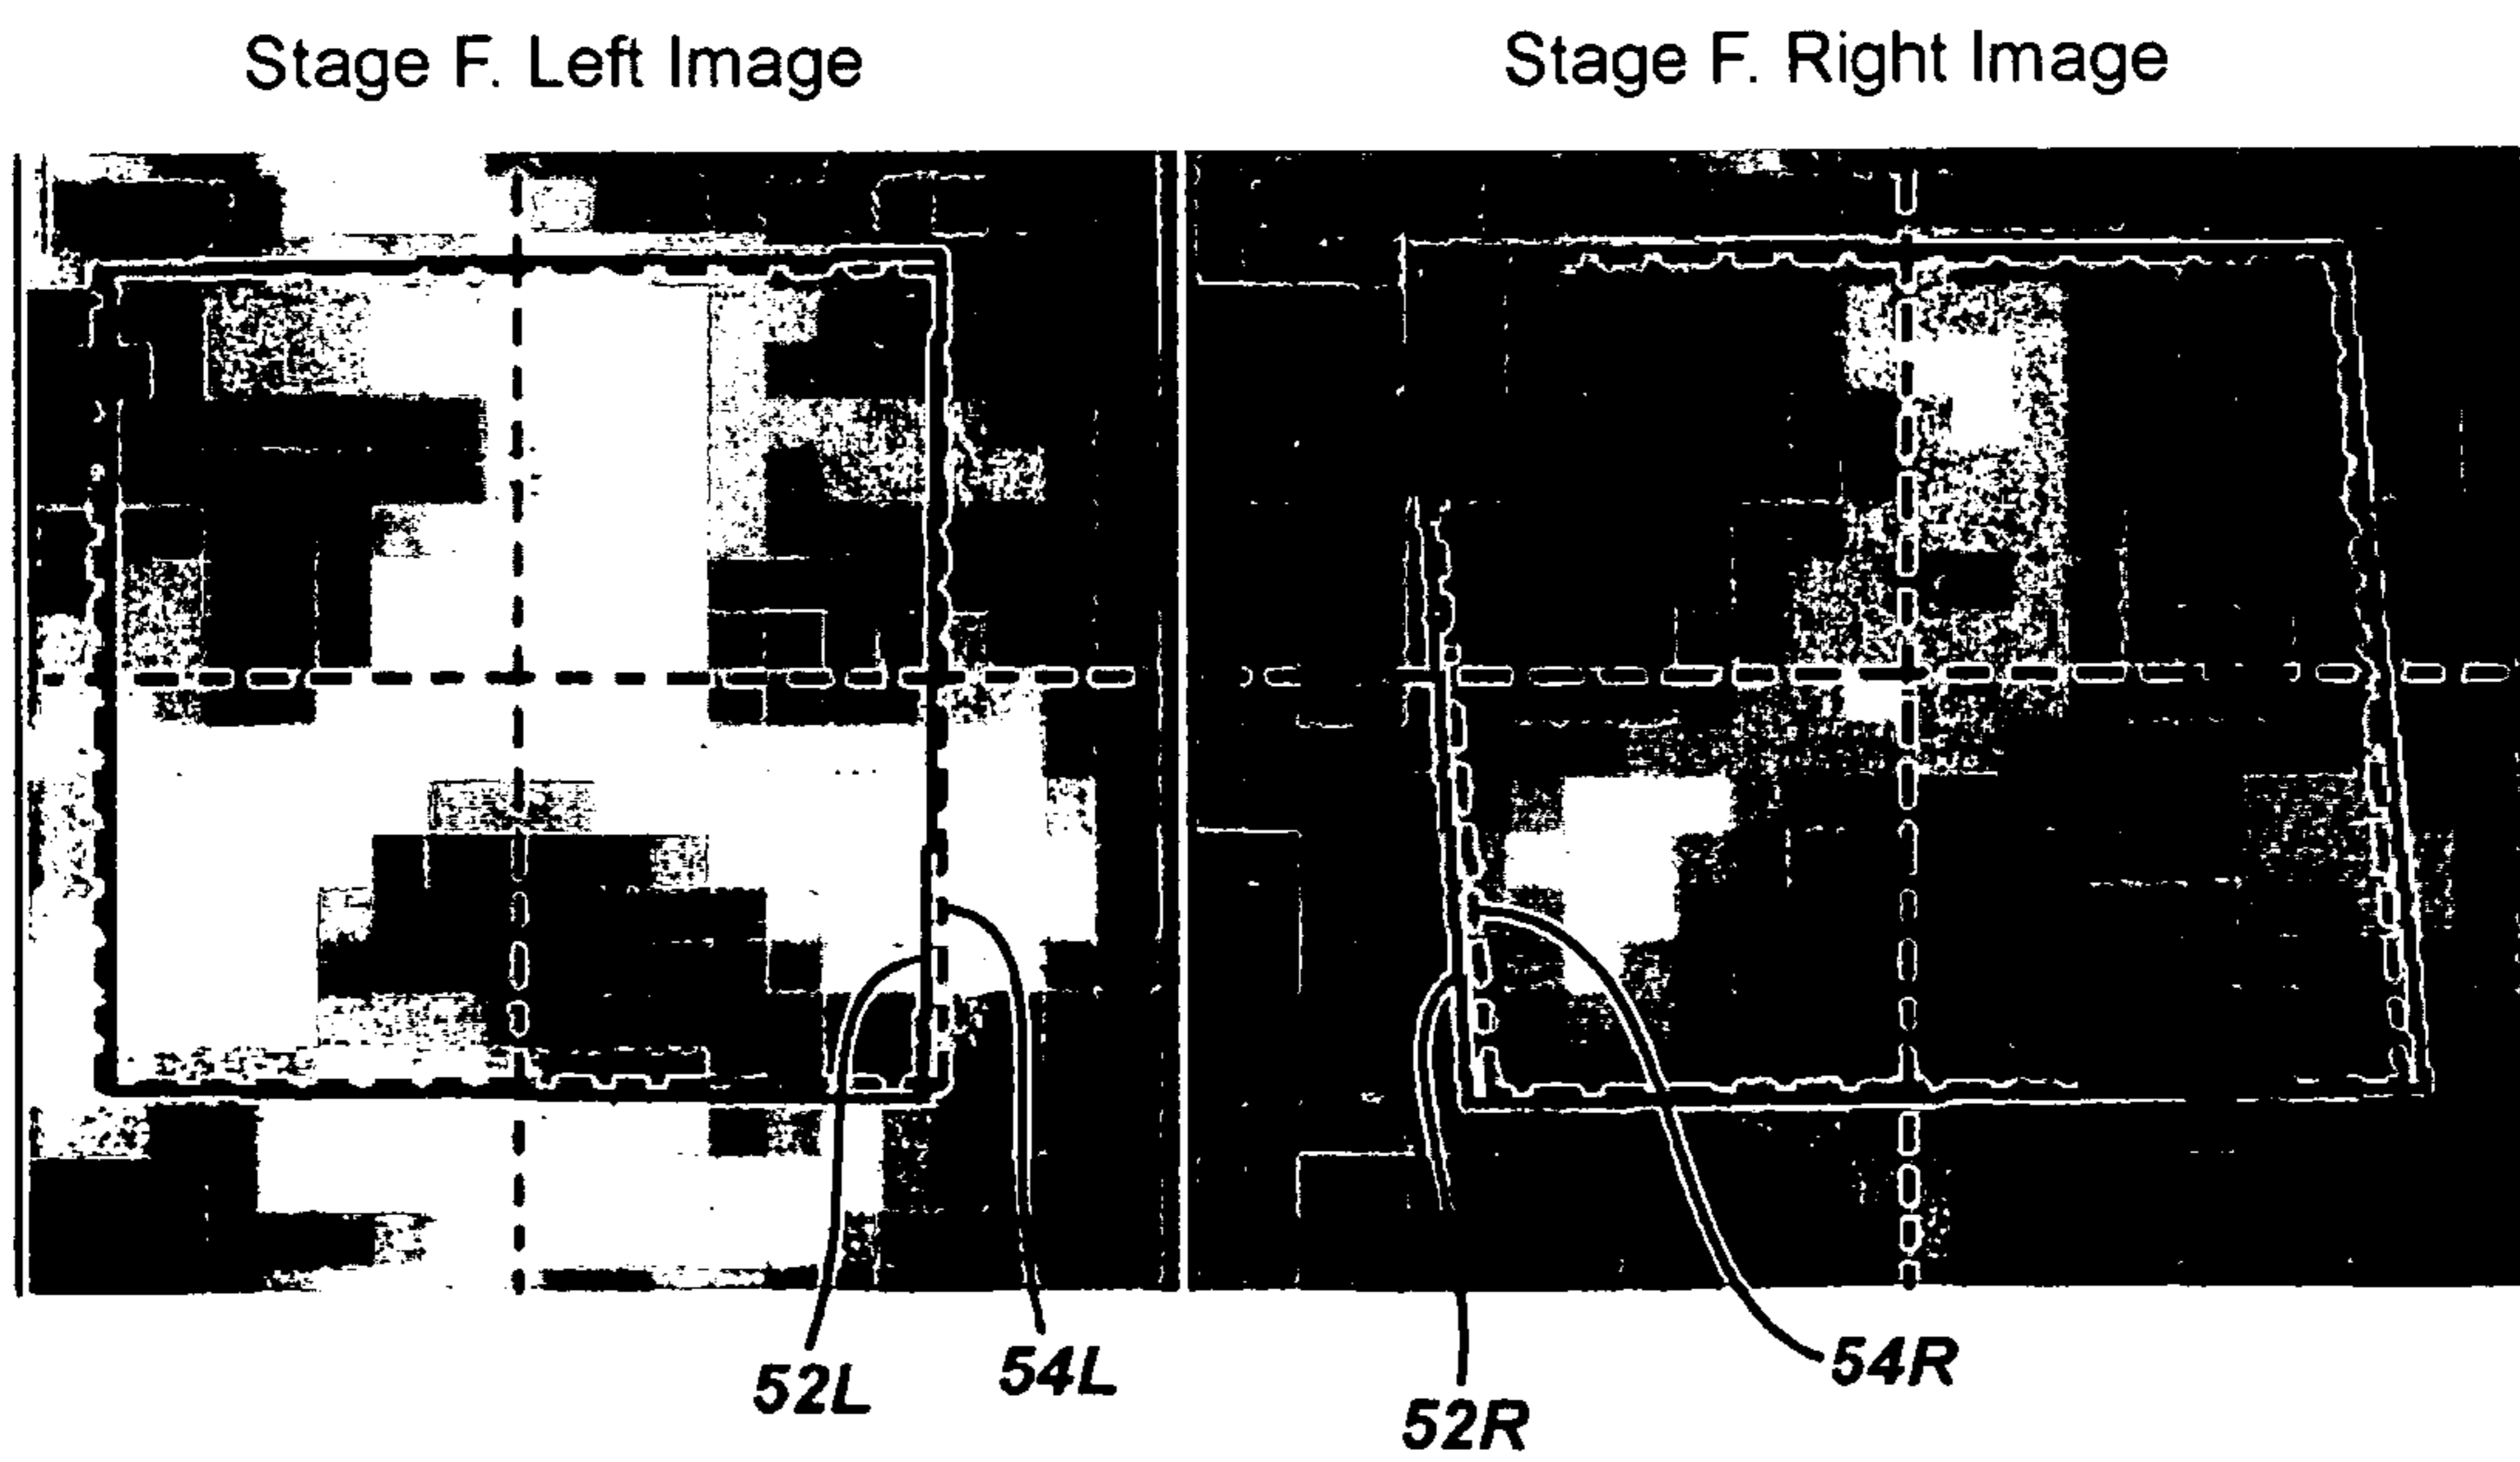 Stage F. Left Image
Stage F. Right Image
52L
54L
52R
54R